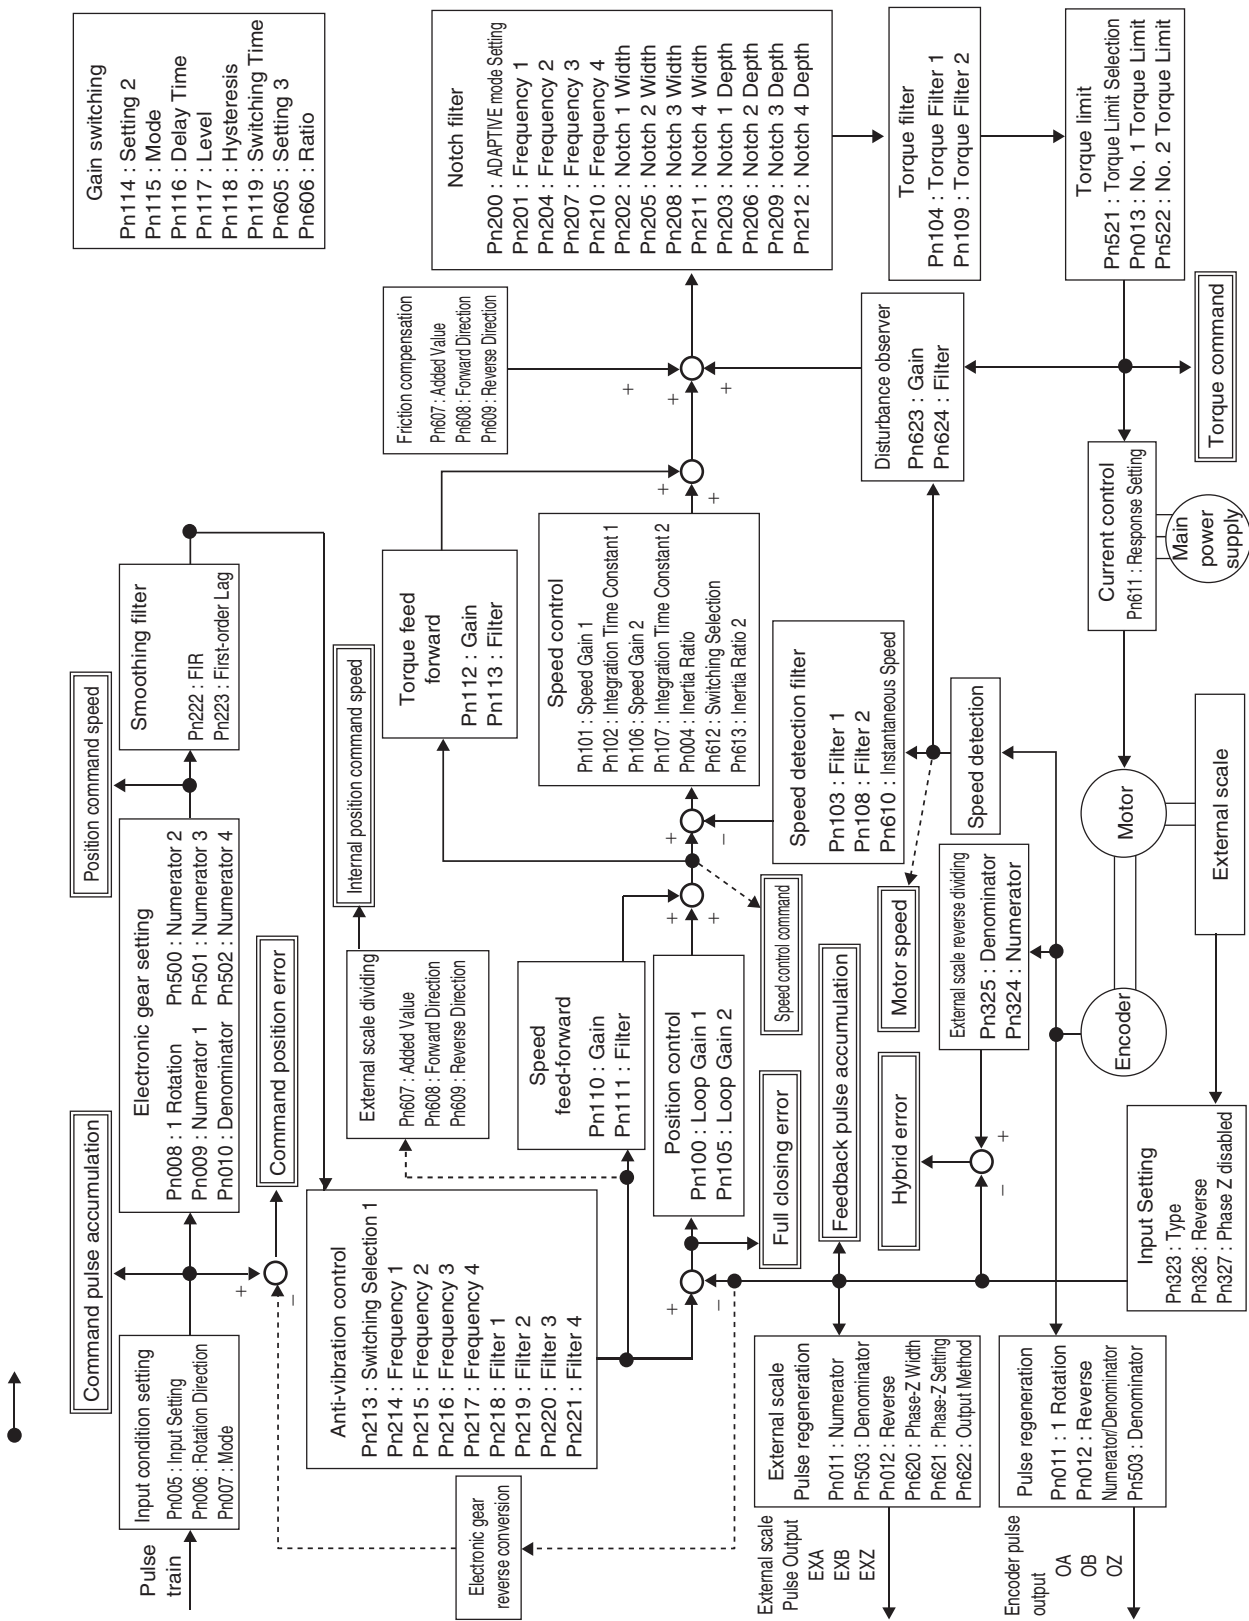 Gain switching
Pn114 : Setting 2
Pn115 : Mode
Pn116 : Delay Time
Pn117 : Level
Pn118 : Hysteresis
Pn119 : Switching Time
Pn605 : Setting 3
Pn606 : Ratio
Command pulse accumulation
Position command speed
Pulse
train
Input condition setting
Pn005 : Input Setting
Pn006 : Rotation Direction
Pn007 : Mode
Electronic gear setting
Pn008 : 1 Rotation
Pn009 : Numerator 1
Pn010 : Denominator
Pn500 : Numerator 2
Pn501 : Numerator 3
Pn502 : Numerator 4
Smoothing filter
Pn222 : FIR
Pn223 : First-order Lag
+
−
Command position error
Internal position command speed
Anti-vibration control
Pn213 : Switching Selection 1
Pn214 : Frequency 1
Pn215 : Frequency 2
Pn216 : Frequency 3
Pn217 : Frequency 4
Pn218 : Filter 1
Pn219 : Filter 2
Pn220 : Filter 3
Pn221 : Filter 4
External scale dividing
Pn607 : Added Value
Pn608 : Forward Direction
Pn609 : Reverse Direction
Torque feed
forward
Pn112 : Gain
Pn113 : Filter
Friction compensation
Pn607 : Added Value
Pn608 : Forward Direction
Pn609 : Reverse Direction
Notch filter
Pn200 : ADAPTIVE mode Setting
Pn201 : Frequency 1
Pn204 : Frequency 2
Pn207 : Frequency 3
Pn210 : Frequency 4
Pn202 : Notch 1 Width
Pn205 : Notch 2 Width
Pn208 : Notch 3 Width
Pn211 : Notch 4 Width
Pn203 : Notch 1 Depth
Pn206 : Notch 2 Depth
Pn209 : Notch 3 Depth
Pn212 : Notch 4 Depth
Electronic gear
reverse conversion
Speed
feed-forward
Pn110 : Gain
Pn111 : Filter
Speed control
Pn101 : Speed Gain 1
Pn102 : Integration Time Constant 1
Pn106 : Speed Gain 2
Pn107 : Integration Time Constant 2
Pn004 : Inertia Ratio
Pn612 : Switching Selection
Pn613 : Inertia Ratio 2
+
−
Position control
Pn100 : Loop Gain 1
Pn105 : Loop Gain 2
+
+
+
−
+
+
+
+
+
Full closing error
Speed control command
External scale
Pulse Output
EXA
EXB
EXZ
External scale
Pulse regeneration
Pn011 : Numerator
Pn503 : Denominator
Pn012 : Reverse
Pn620 : Phase-Z Width
Pn621 : Phase-Z Setting
Pn622 : Output Method
Feedback pulse accumulation
Speed detection filter
Pn103 : Filter 1
Pn108 : Filter 2
Pn610 : Instantaneous Speed
Disturbance observer
Pn623 : Gain
Pn624 : Filter
Torque filter
Pn104 : Torque Filter 1
Pn109 : Torque Filter 2
Hybrid error
Motor speed
−
+
External scale reverse dividing
Pn325 : Denominator
Pn324 : Numerator
Speed detection
Encoder pulse
output
OA
OB
OZ
Pulse regeneration
Pn011 : 1 Rotation
Pn012 : Reverse
Numerator/Denominator
Pn503 : Denominator
Torque limit
Pn521 : Torque Limit Selection
Pn013 : No. 1 Torque Limit
Pn522 : No. 2 Torque Limit
Input Setting
Pn323 : Type
Pn326 : Reverse
Pn327 : Phase Z disabled
Encoder
Motor
Current control
Pn611 : Response Setting
Main
power
supply
Torque command
External scale